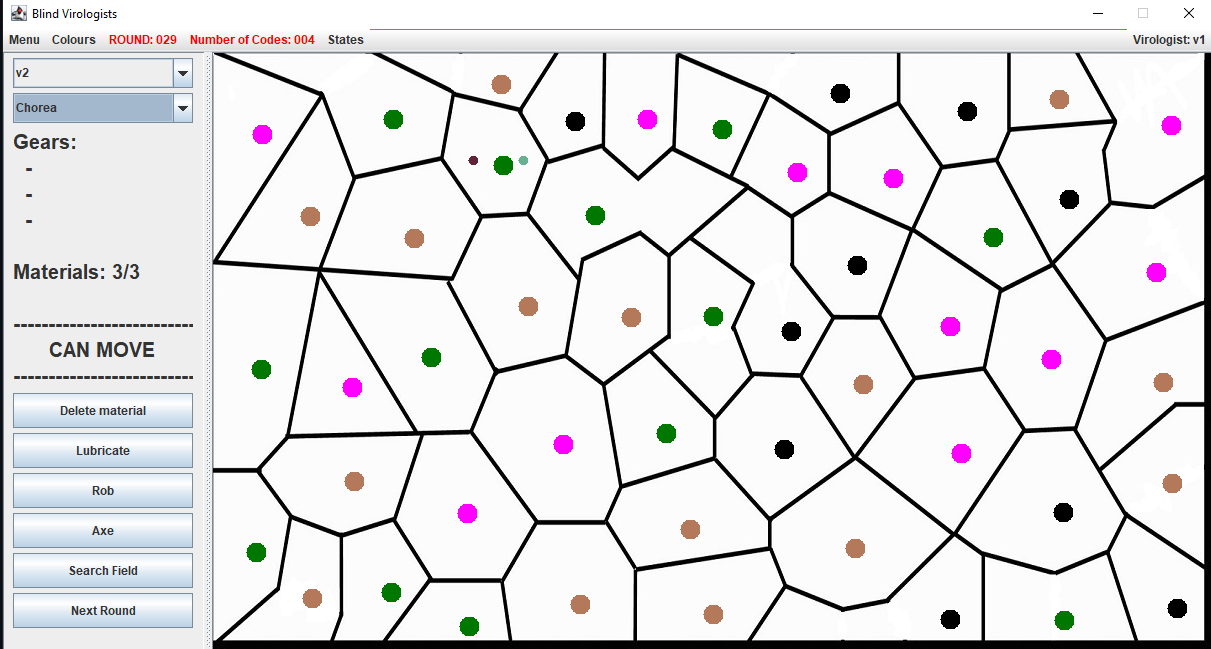 Blind Virologists
Menu Colours ROUND: 029 Number of Codes: 004 States Virologist: v1
v2
Chorea
Gears:
-
-
-
Materials: 3/3
--------------------------
CAN MOVE
--------------------------
Delete material
Lubricate
Rob
Axe
Search Field
Next Round